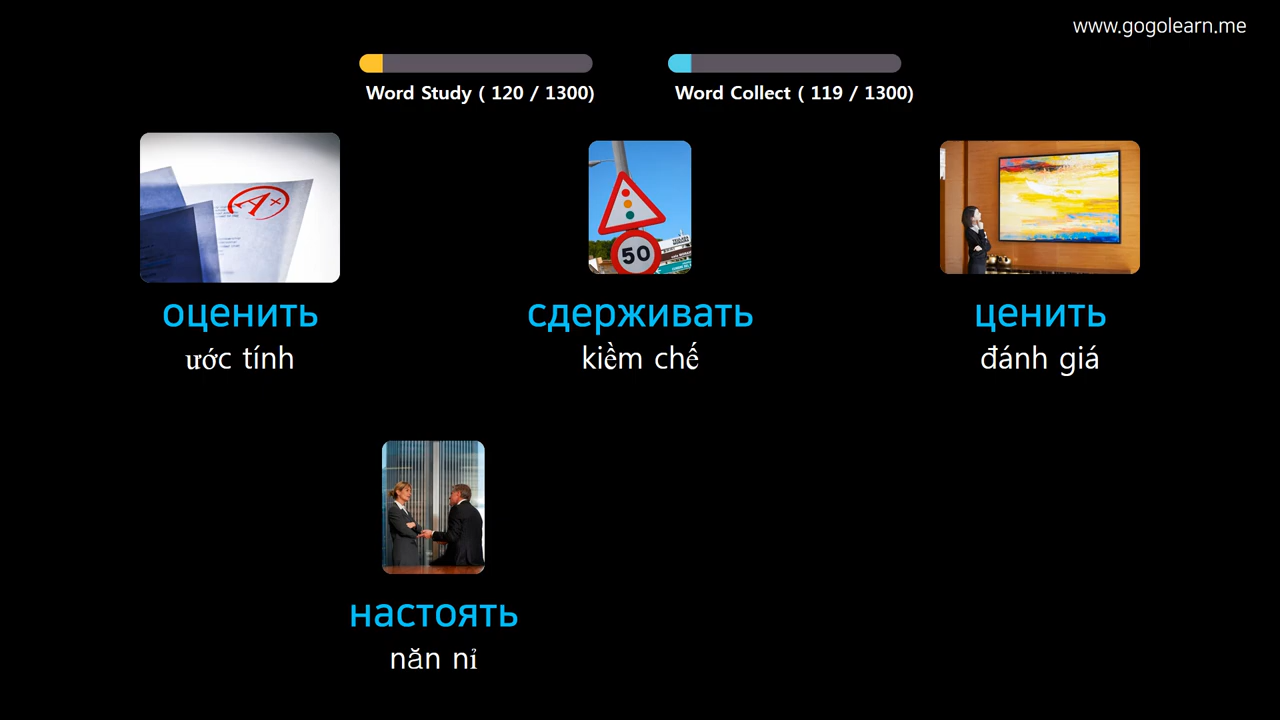 www.gogolearn.me
Word Study ( 120 / 1300)
Word Collect ( 119 / 1300)
A+
50
оценить
ước tính
сдерживать
kiềm chế
ценить
đánh giá
настоять
năn nỉ